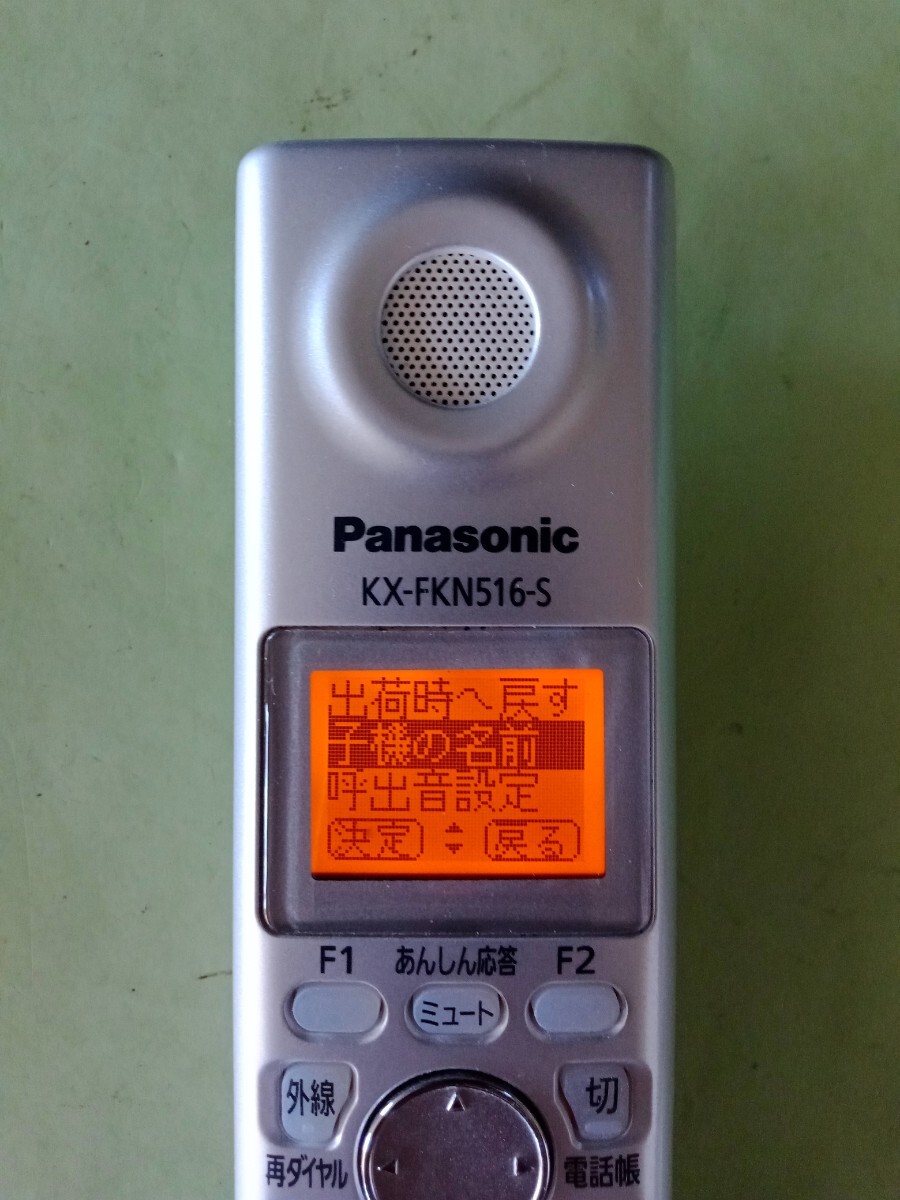 Panasonic
KX-FKN516-S
出荷時へ戻す
子機の名前
呼出音設定
決定 戻る
F1 あんしん応答 F2
ミュート
外線 切
再ダイヤル 電話帳